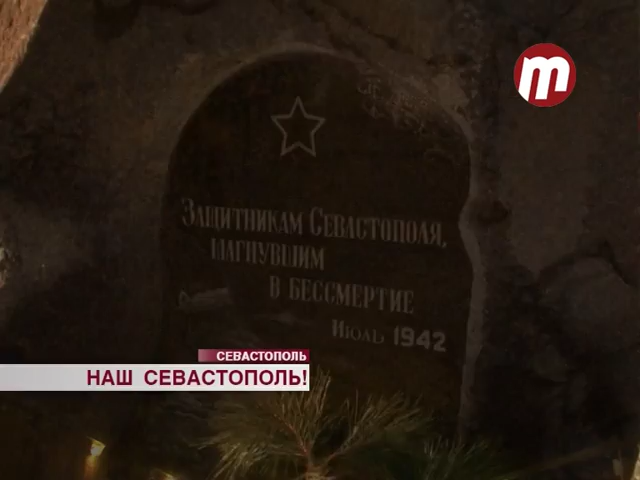 m
Защитникам Севастополя,
шагнувшим
в бессмертие
Июль 1942
СЕВАСТОПОЛЬ
НАШ СЕВАСТОПОЛЬ!